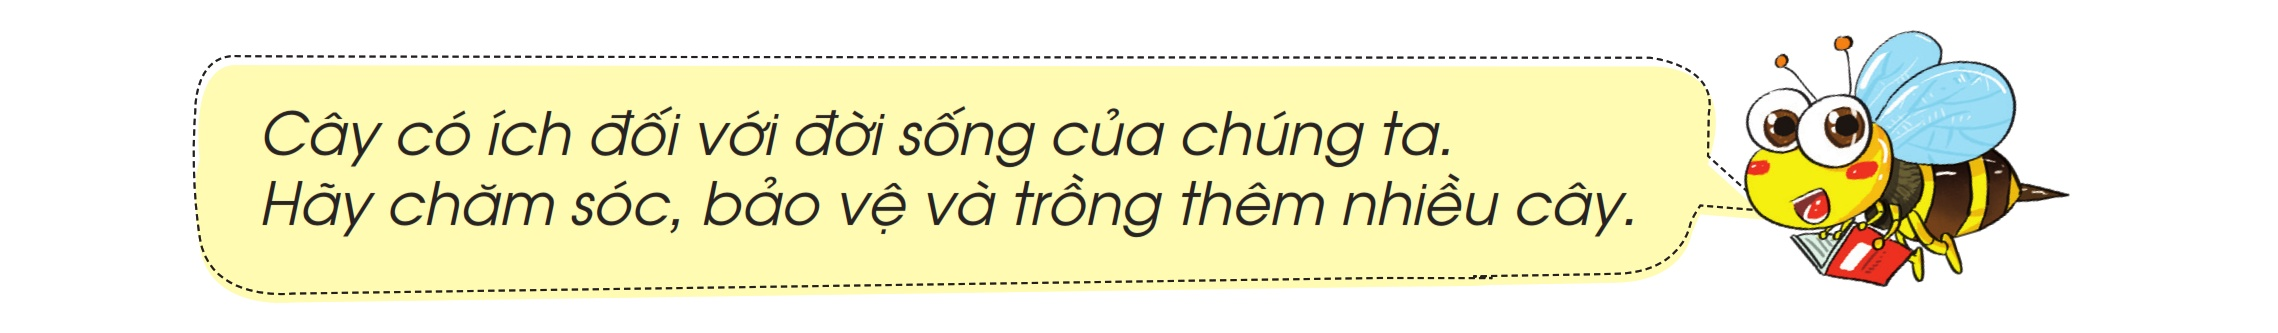 Cây có ích đối với đời sống của chúng ta.
Hãy chăm sóc, bảo vệ và trồng thêm nhiều cây.